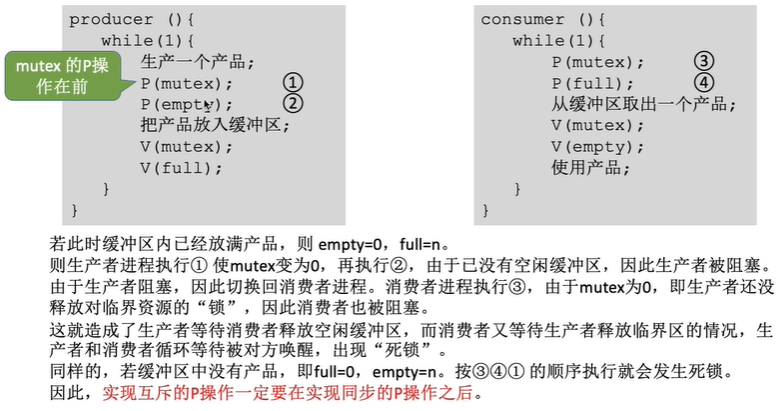 producer (){
while(1){
生产一个产品;
mutex 的P操
作在前
P(mutex); ①
P(empty); ②
把产品放入缓冲区;
V(mutex);
V(full);
}
}
consumer (){
while(1){
P(mutex); ③
P(full); ④
从缓冲区取出一个产品;
V(mutex);
V(empty);
使用产品;
}
}
若此时缓冲区内已经放满产品，则 empty=0，full=n。
则生产者进程执行① 使mutex变为0，再执行②，由于已没有空闲缓冲区，因此生产者被阻塞。
由于生产者阻塞，因此切换回消费者进程。消费者进程执行③，由于mutex为0，即生产者还没
释放对临界资源的“锁”，因此消费者也被阻塞。
这就造成了生产者等待消费者释放空闲缓冲区，而消费者又等待生产者释放临界区的情况，生
产者和消费者循环等待被对方唤醒，出现“死锁”。
同样的，若缓冲区中没有产品，即full=0，empty=n。按③④① 的顺序执行就会发生死锁。
因此，实现互斥的P操作一定要在实现同步的P操作之后。